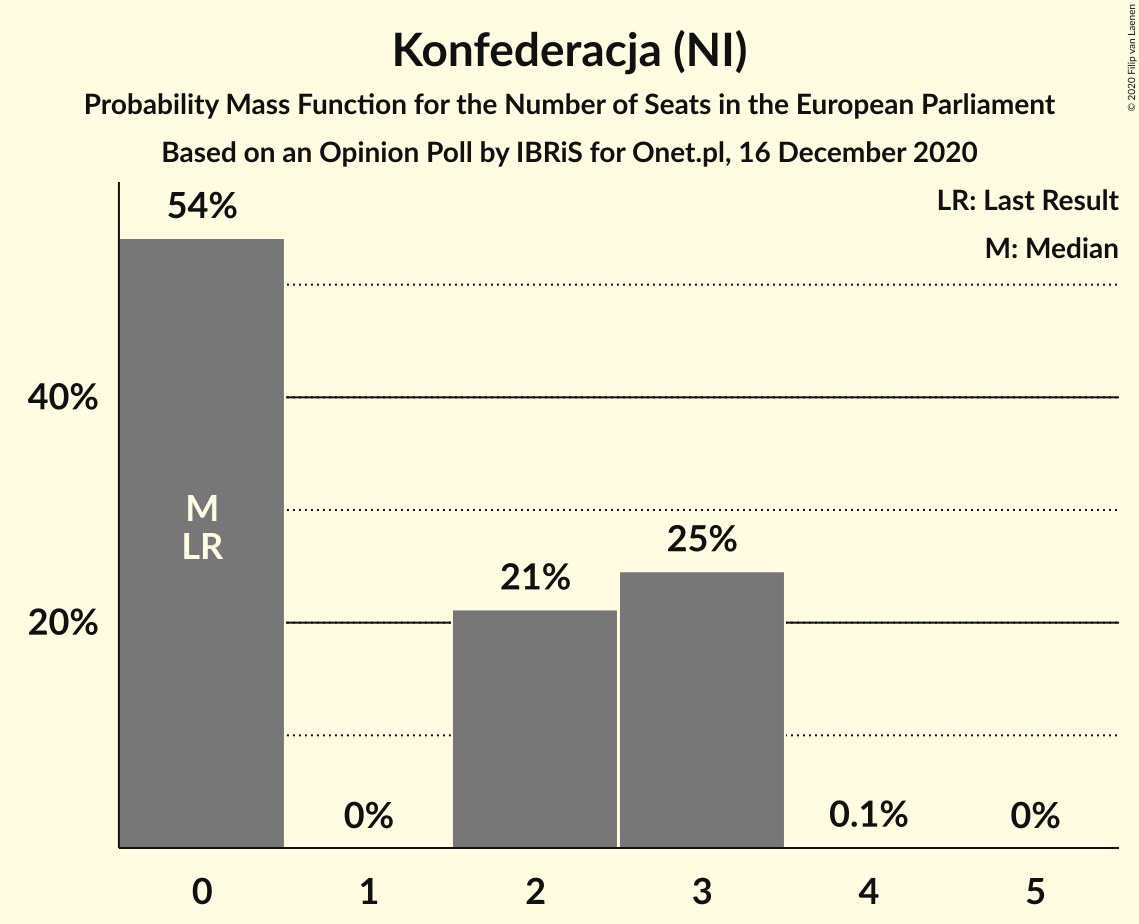 Konfederacja (NI)
Probability Mass Function for the Number of Seats in the European Parliament
Based on an Opinion Poll by IBRiS for Onet.pl, 16 December 2020
© 2020 Filip van Laenen
LR: Last Result
M: Median
54%
40%
M
LR
25%
21%
20%
0%
0.1%
0%
0 1 2 3 4 5